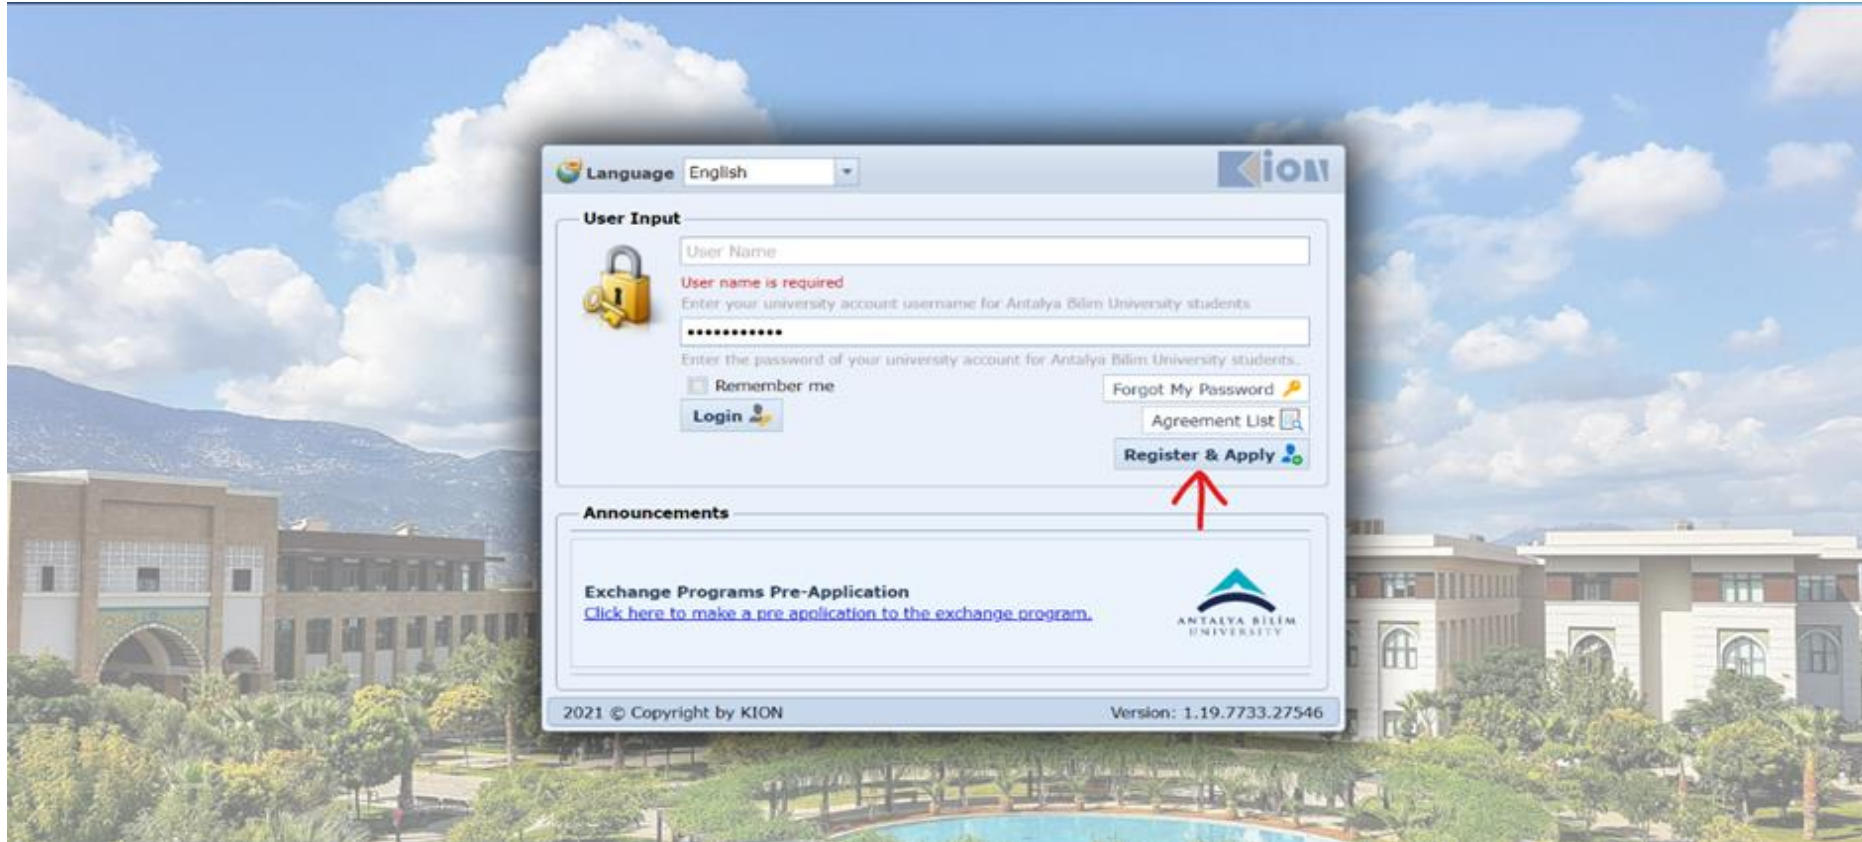 Language English
Kion
User Input
User Name
User name is required
Enter your university account username for Antalya Bilim University students
•••••••••••
Enter the password of your university account for Antalya Bilim University students.
Remember me
Forgot My Password
Login
Agreement List
Register & Apply
Announcements
Exchange Programs Pre-Application
Click here to make a pre application to the exchange program.
ANTALYA BİLİM
UNIVERSITY
2021 © Copyright by KION
Version: 1.19.7733.27546